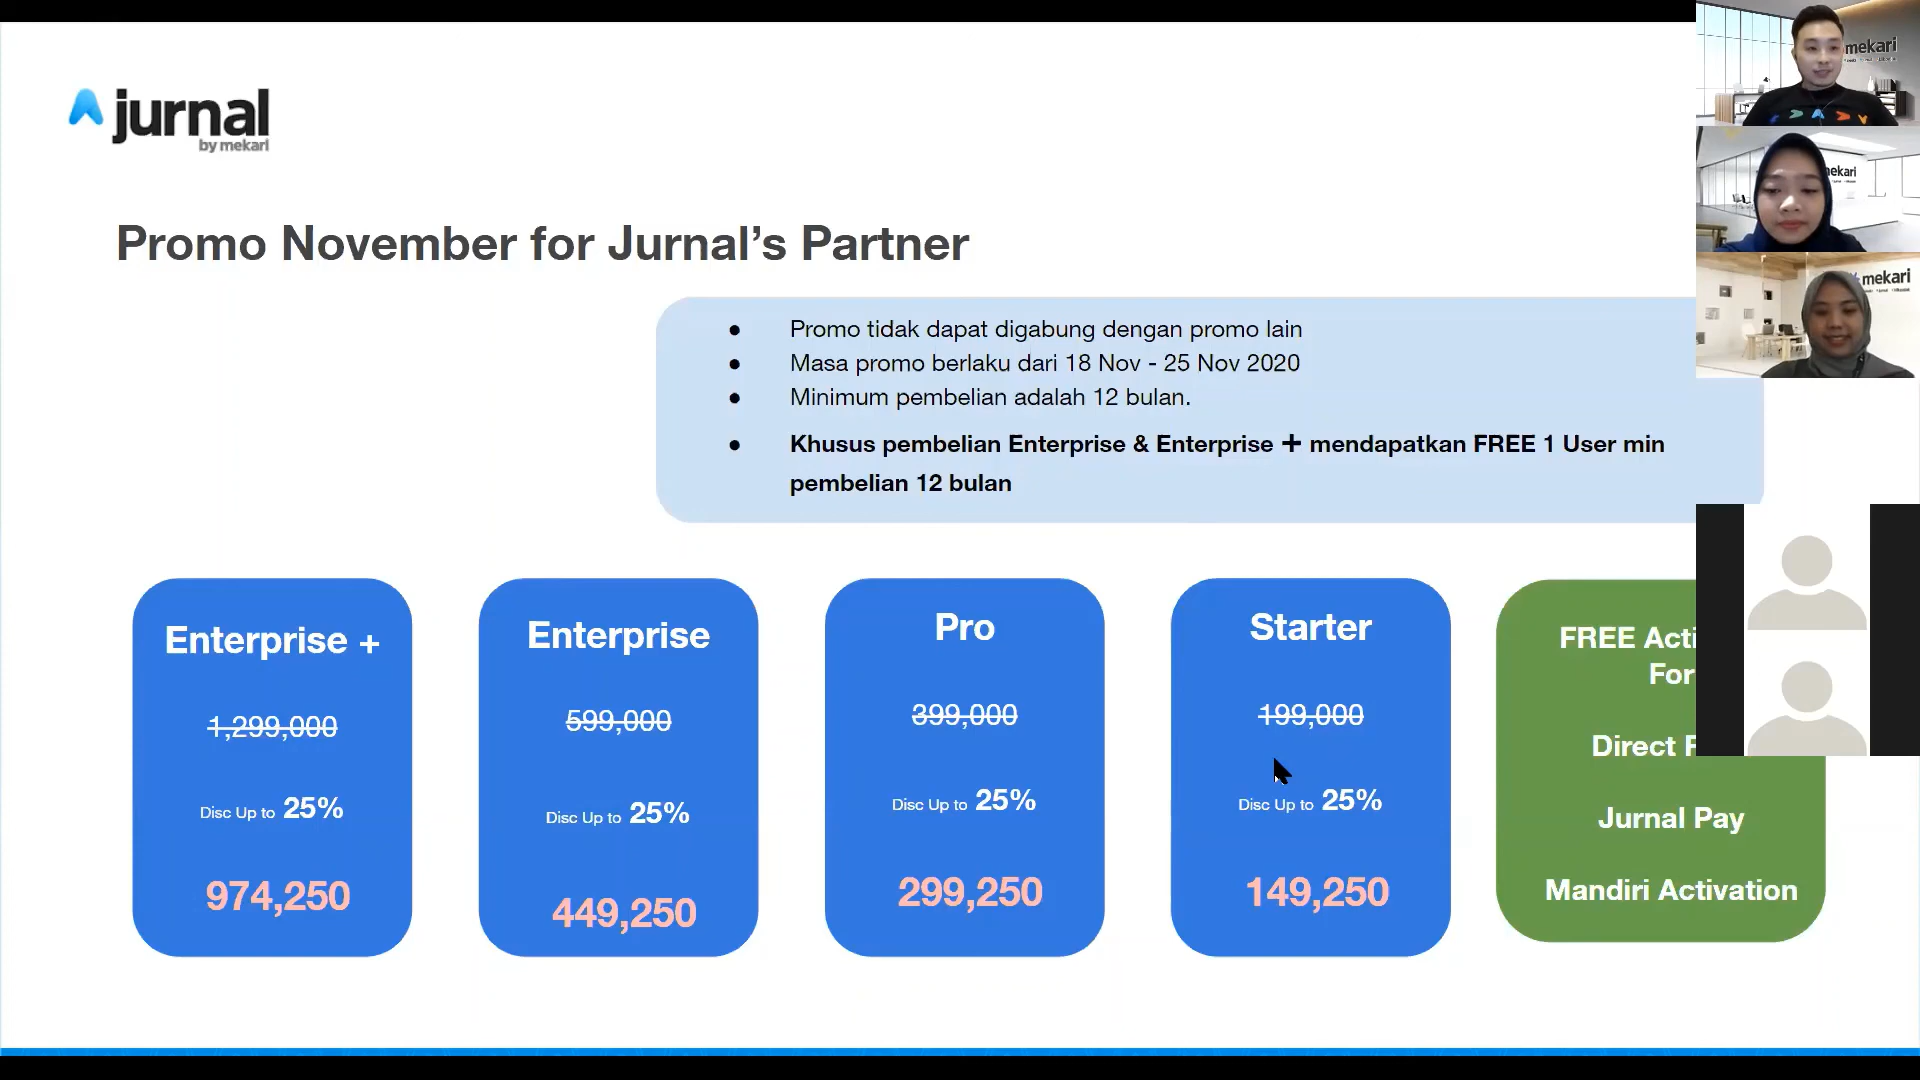 jurnal
by mekari
Promo November for Jurnal's Partner
● Promo tidak dapat digabung dengan promo lain
● Masa promo berlaku dari 18 Nov - 25 Nov 2020
● Minimum pembelian adalah 12 bulan.
● Khusus pembelian Enterprise & Enterprise + mendapatkan FREE 1 User min
pembelian 12 bulan
Enterprise +
1,299,000
Disc Up to 25%
974,250
Enterprise
599,000
Disc Up to 25%
449,250
Pro
399,000
Disc Up to 25%
299,250
Starter
199,000
Disc Up to 25%
149,250
FREE
For
Direct
Jurnal Pay
Mandiri Activation
mekari
mekari
mekari